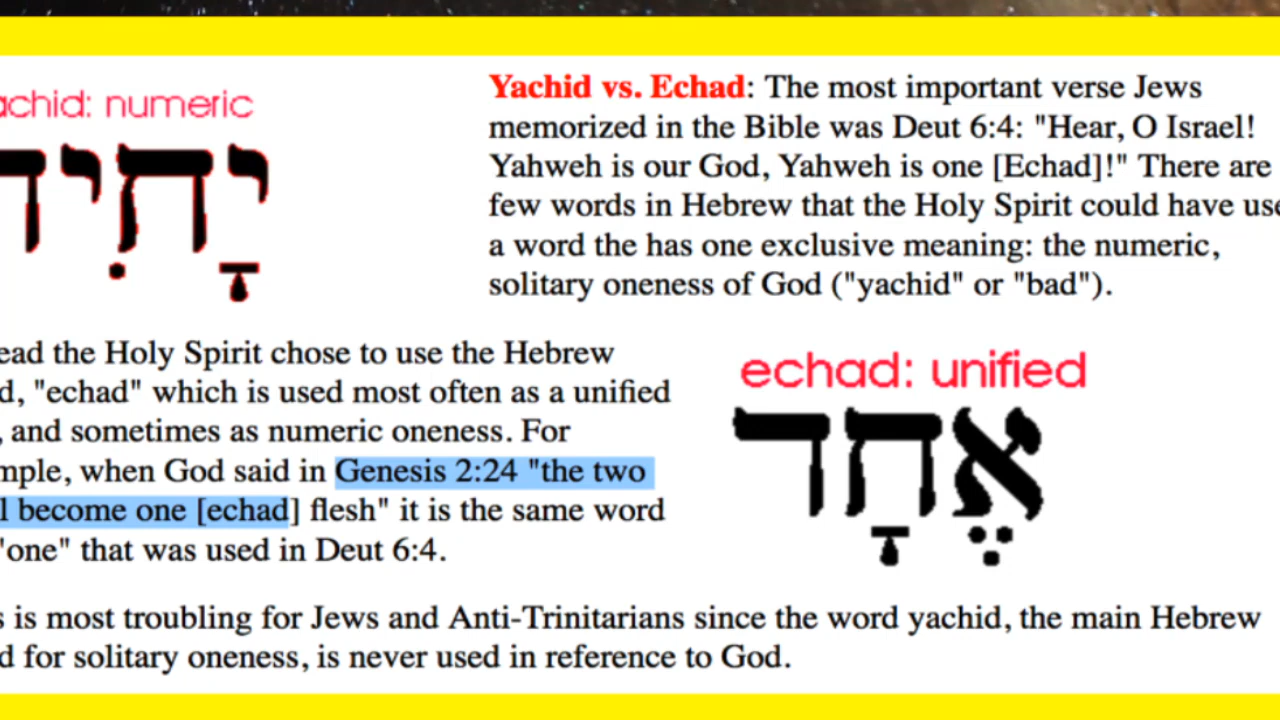 achid: numeric
יָחִיד
Yachid vs. Echad: The most important verse Jews
memorized in the Bible was Deut 6:4: "Hear, O Israel!
Yahweh is our God, Yahweh is one [Echad]!" There are
few words in Hebrew that the Holy Spirit could have use
a word the has one exclusive meaning: the numeric,
solitary oneness of God ("yachid" or "bad").
ead the Holy Spirit chose to use the Hebrew
d, "echad" which is used most often as a unified
, and sometimes as numeric oneness. For
mple, when God said in Genesis 2:24 "the two
l become one [echad] flesh" it is the same word
"one" that was used in Deut 6:4.
echad: unified
אֶחָד
s is most troubling for Jews and Anti-Trinitarians since the word yachid, the main Hebrew
d for solitary oneness, is never used in reference to God.